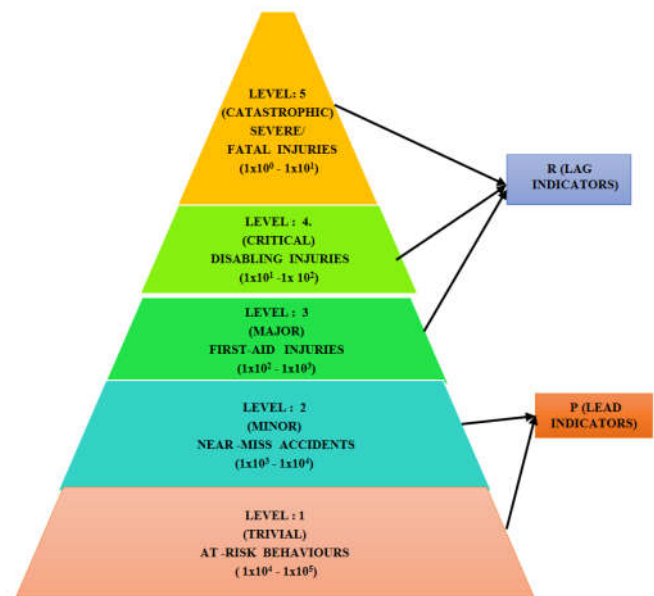 LEVEL: 5
(CATASTROPHIC)
SEVERE/
FATAL INJURIES
(1x10⁰ - 1x10¹)
R (LAG
INDICATORS)
LEVEL : 4.
(CRITICAL)
DISABLING INJURIES
(1x10¹ -1x 10²)
LEVEL : 3
(MAJOR)
FIRST-AID INJURIES
(1x10² - 1x10³)
LEVEL : 2
(MINOR)
NEAR -MISS ACCIDENTS
(1x10³ - 1x10⁴)
P (LEAD
INDICATORS)
LEVEL : 1
(TRIVIAL)
AT -RISK BEHAVIOURS
( 1x10⁴ - 1x10⁵)